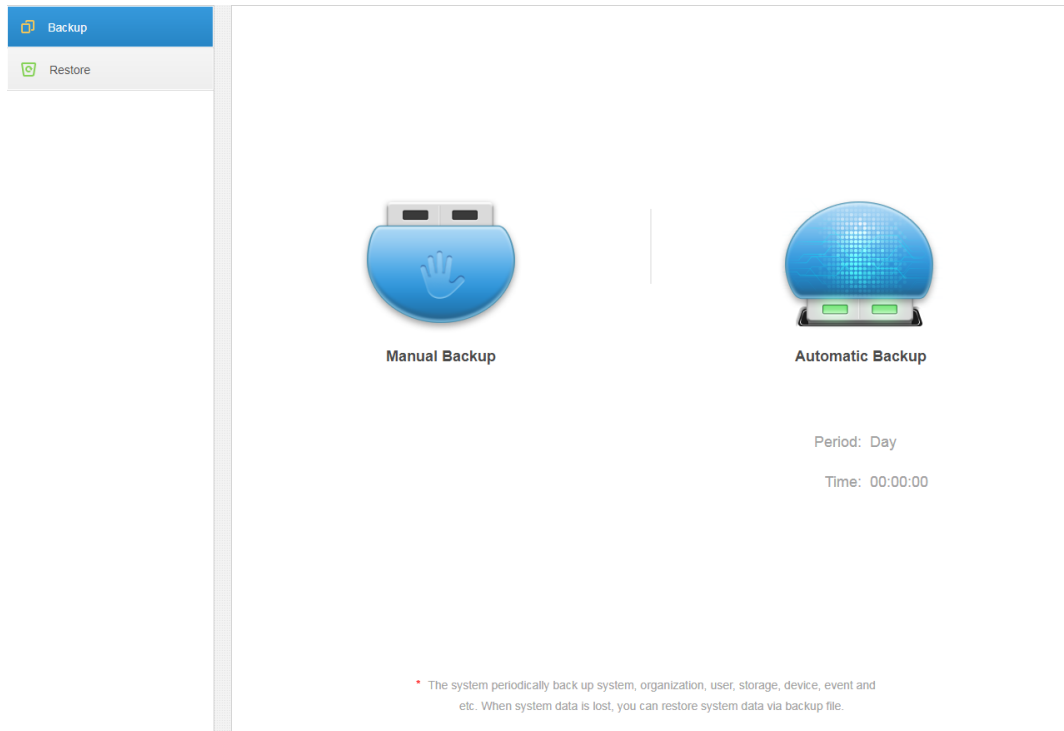 Backup
Restore
Manual Backup
Automatic Backup
Period: Day
Time: 00:00:00
* The system periodically back up system, organization, user, storage, device, event and
etc. When system data is lost, you can restore system data via backup file.